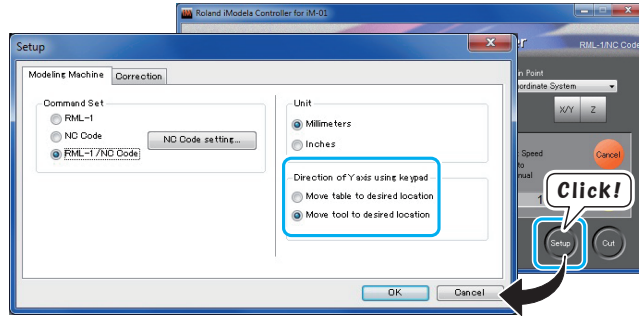 Roland iModela Controller for iM-01
Setup
RML-1/NC Code
Modeling Machine
Correction
Command Set
RML-1
NC Code
RML-1/NC Code
NC Code setting...
Unit
Millimeters
Inches
Direction of Y axis using keypad
Move table to desired location
Move tool to desired location
OK
Cancel
n Point
ordinate System
X/Y
Z
Speed
Cancel
Click!
Setup
Cut